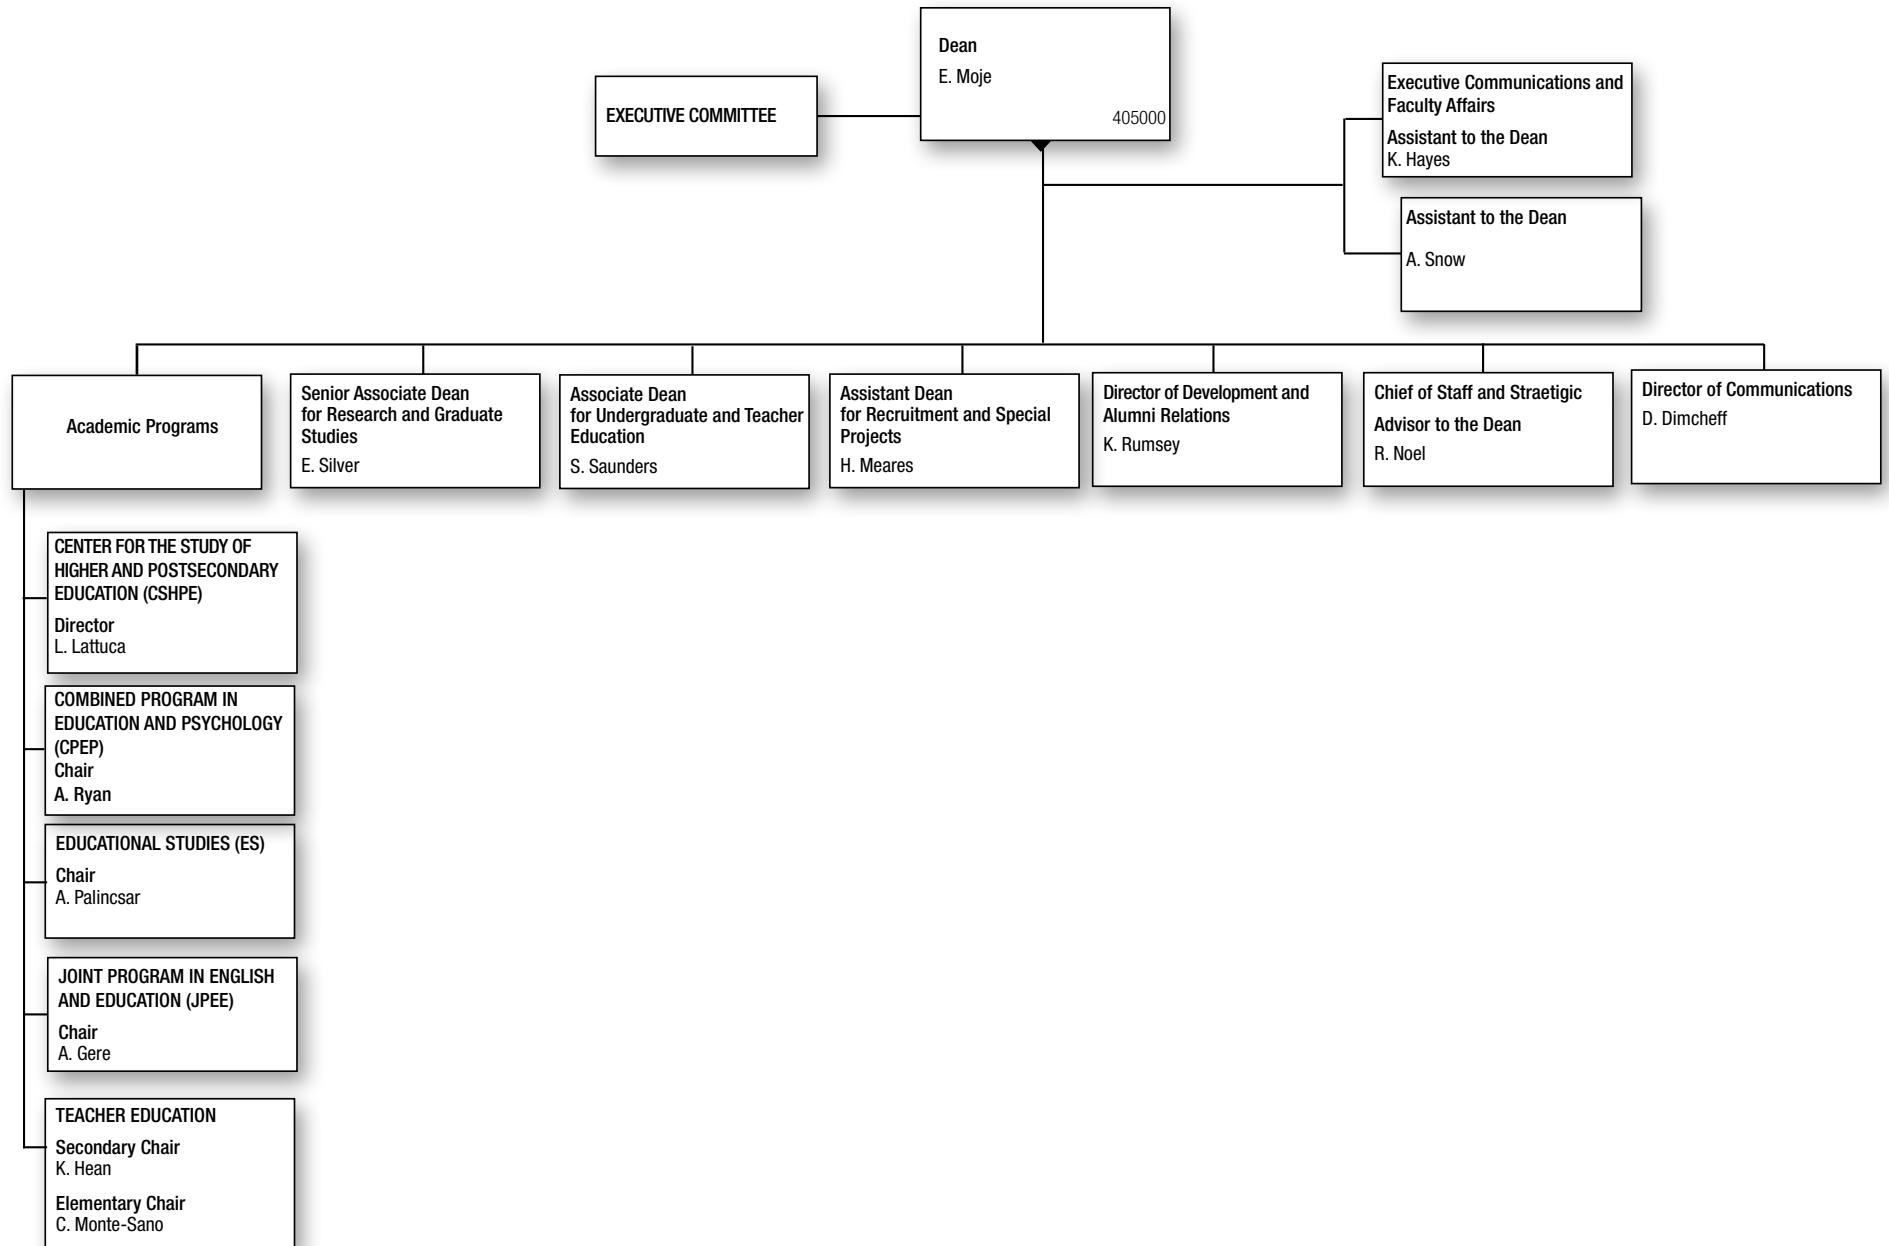 Dean
E. Moje
405000
EXECUTIVE COMMITTEE
Executive Communications and
Faculty Affairs
Assistant to the Dean
K. Hayes
Assistant to the Dean
A. Snow
Academic Programs
Senior Associate Dean
for Research and Graduate
Studies
E. Silver
Associate Dean
for Undergraduate and Teacher
Education
S. Saunders
Assistant Dean
for Recruitment and Special
Projects
H. Meares
Director of Development and
Alumni Relations
K. Rumsey
Chief of Staff and Straetigic
Advisor to the Dean
R. Noel
Director of Communications
D. Dimcheff
CENTER FOR THE STUDY OF
HIGHER AND POSTSECONDARY
EDUCATION (CSHPE)
Director
L. Lattuca
COMBINED PROGRAM IN
EDUCATION AND PSYCHOLOGY
(CPEP)
Chair
A. Ryan
EDUCATIONAL STUDIES (ES)
Chair
A. Palincsar
JOINT PROGRAM IN ENGLISH
AND EDUCATION (JPEE)
Chair
A. Gere
TEACHER EDUCATION
Secondary Chair
K. Hean
Elementary Chair
C. Monte-Sano